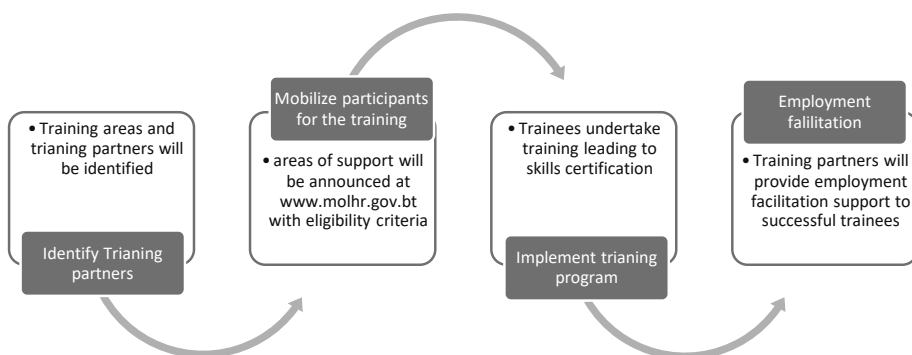 • Training areas and
trianing partners will
be identified
Identify Trianing
partners
Mobilize participants
for the training
• areas of support will
be announced at
www.molhr.gov.bt
with eligibility criteria
• Trainees undertake
training leading to
skills certification
Implement trianing
program
Employment
falilitation
• Training partners will
provide employment
facilitation support to
successful trainees